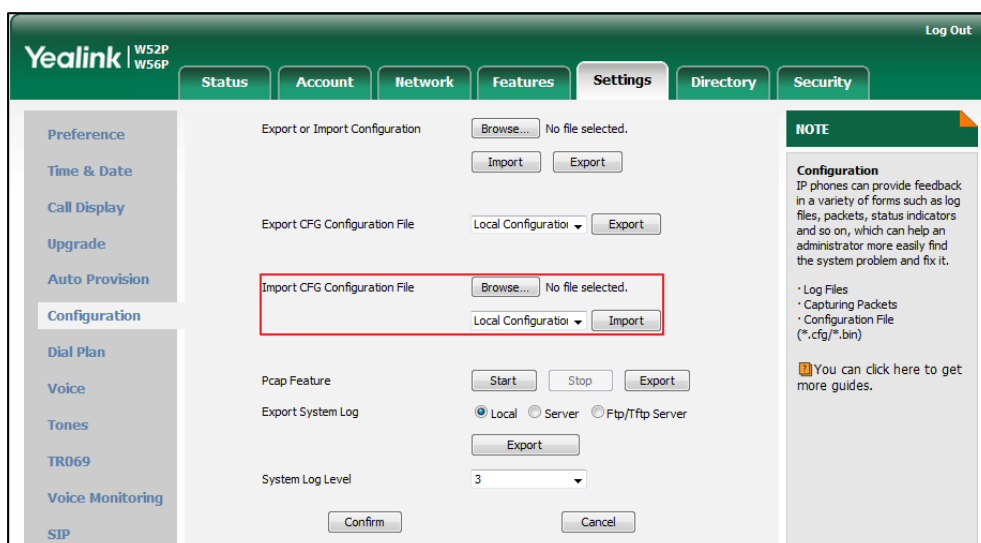 Log Out
Yealink | W52P
W56P
Status Account Network Features Settings Directory Security
Preference
Time & Date
Call Display
Upgrade
Auto Provision
Configuration
Dial Plan
Voice
Tones
TR069
Voice Monitoring
SIP
Export or Import Configuration Browse... No file selected.
Import Export
Export CFG Configuration File Local Configuration Export
Import CFG Configuration File Browse... No file selected.
Local Configuration Import
Pcap Feature Start Stop Export
Export System Log Local Server Ftp/Tftp Server
Export
System Log Level 3
Confirm Cancel
NOTE
Configuration
IP phones can provide feedback
in a variety of forms such as log
files, packets, status indicators
and so on, which can help an
administrator more easily find
the system problem and fix it.
· Log Files
· Capturing Packets
· Configuration File
(*.cfg/*.bin)
You can click here to get
more guides.